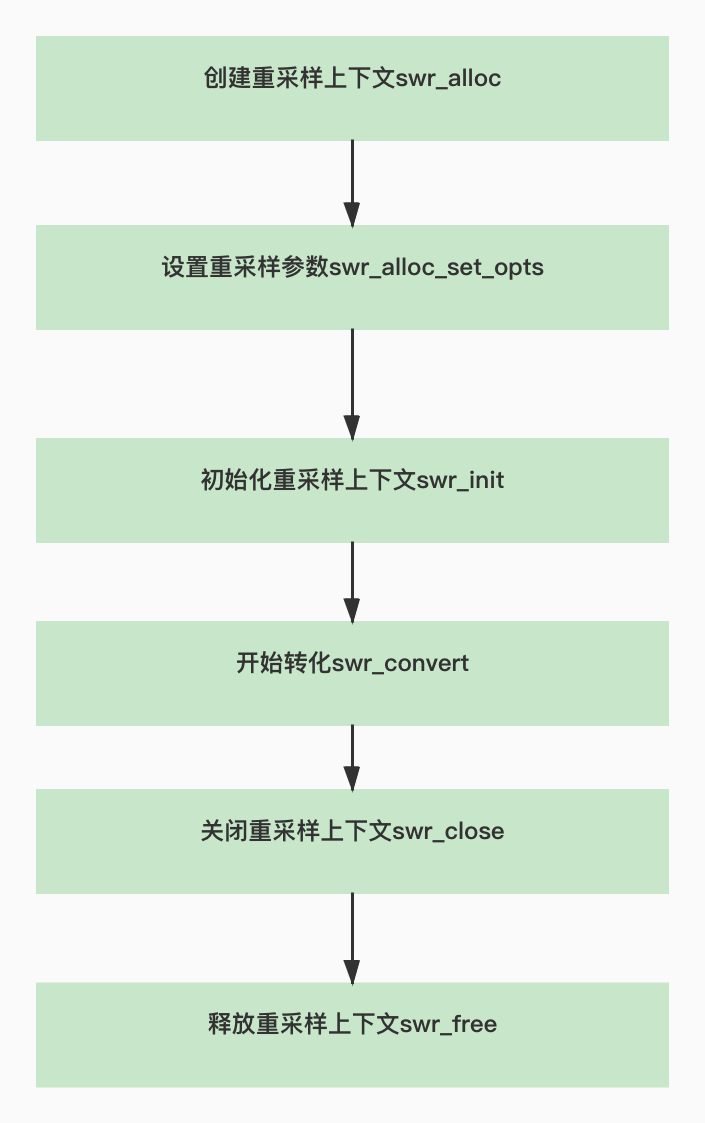 创建重采样上下文swr_alloc
设置重采样参数swr_alloc_set_opts
初始化重采样上下文swr_init
开始转化swr_convert
关闭重采样上下文swr_close
释放重采样上下文swr_free